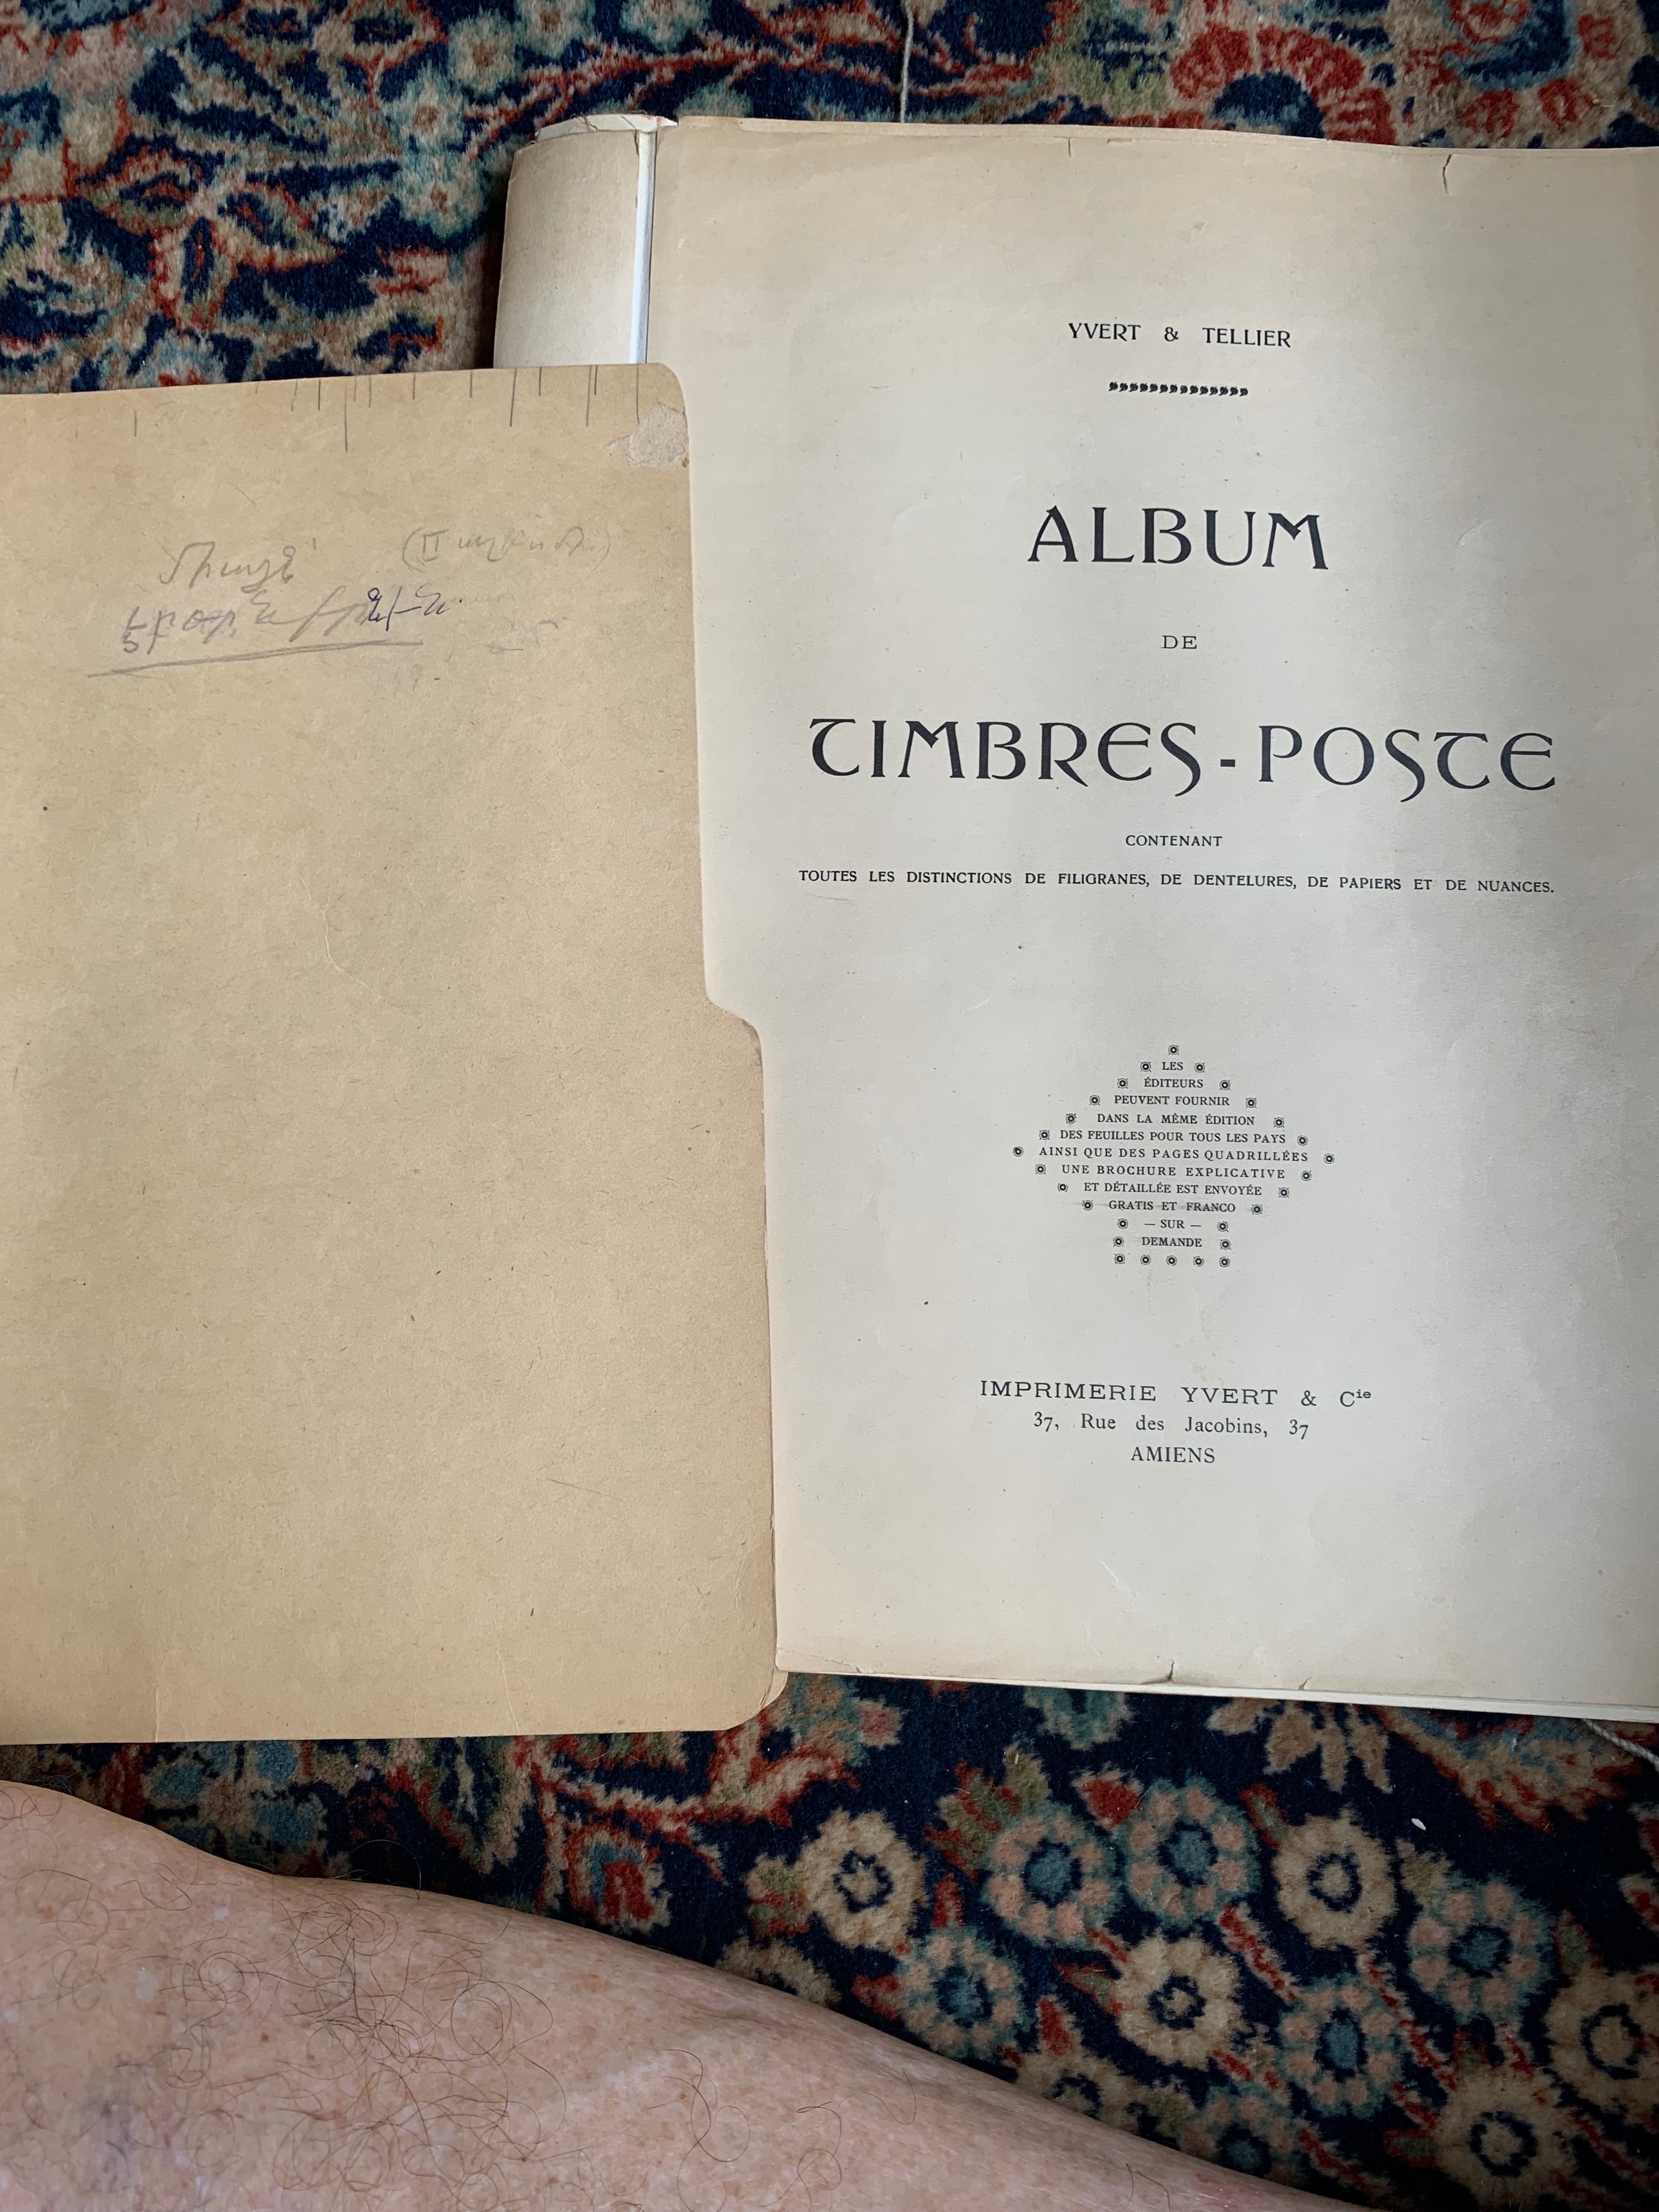 YVERT & TELLIER
ALBUM
DE
TIMBRES-POSTE
CONTENANT
TOUTES LES DISTINCTIONS DE FILIGRANES, DE DENTELURES, DE PAPIERS ET DE NUANCES.
LES
ÉDITEURS
PEUVENT FOURNIR
DANS LA MÊME ÉDITION
DES FEUILLES POUR TOUS LES PAYS
AINSI QUE DES PAGES QUADRILLÉES
UNE BROCHURE EXPLICATIVE
ET DÉTAILLÉE EST ENVOYÉE
GRATIS ET FRANCO
— SUR —
DEMANDE
IMPRIMERIE YVERT & Cie
37, Rue des Jacobins, 37
AMIENS